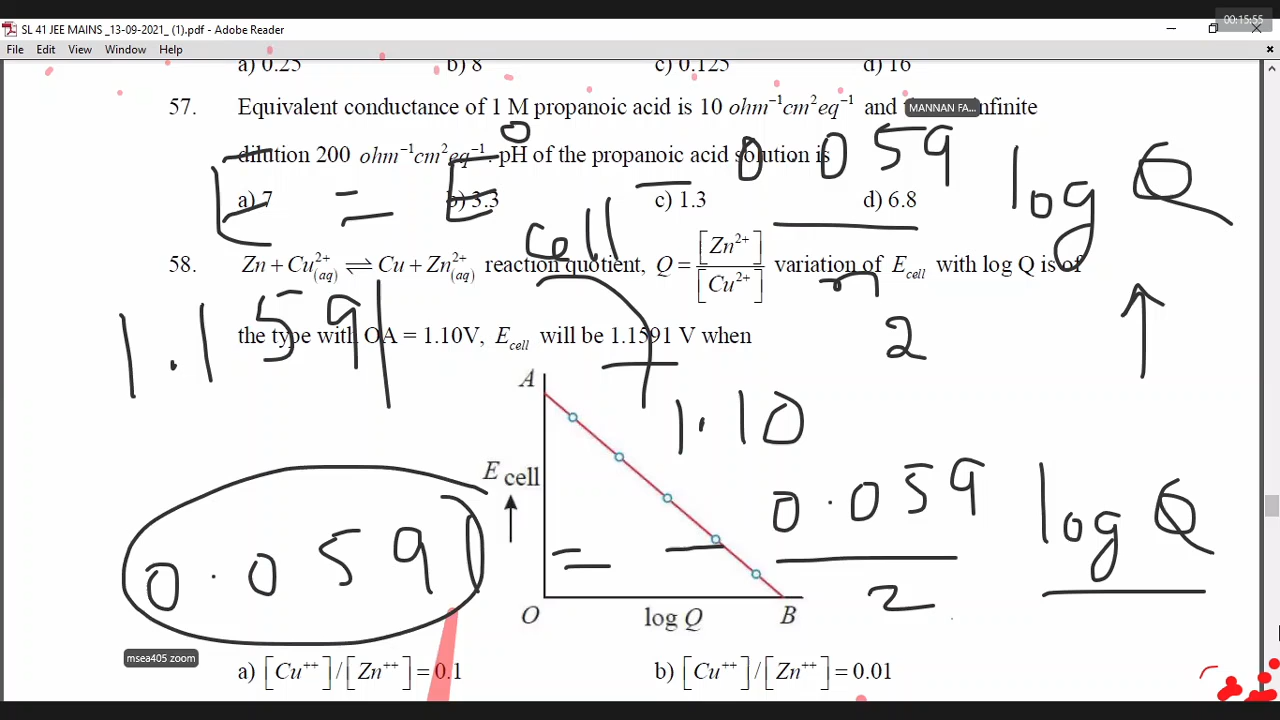 00:15:55
SL 41 JEE MAINS _13-09-2021_ (1).pdf - Adobe Reader
File Edit View Window Help
a) 0.25 b) 8 c) 0.125 d) 16
57. Equivalent conductance of 1 M propanoic acid is 10 ohm⁻¹cm²eq⁻¹ and infinite
MANNAN FA...
dilution 200 ohm⁻¹cm²eq⁻¹ pH of the propanoic acid solution is
a) 7 b) 3.3 c) 1.3 d) 6.8
E = E⁰cell - 0.059/n log Q
58. Zn + Cu²⁺(aq) ⇌ Cu + Zn²⁺(aq) reaction quotient, Q = [Zn²⁺]/[Cu²⁺] variation of Ecell with log Q is of
2
the type with OA = 1.10V, Ecell will be 1.1591 V when
1.1591
1.10
A
E cell
0.0591 = - 0.059/2 log Q
O log Q B
msea405 zoom
a) [Cu⁺⁺]/[Zn⁺⁺] = 0.1 b) [Cu⁺⁺]/[Zn⁺⁺] = 0.01